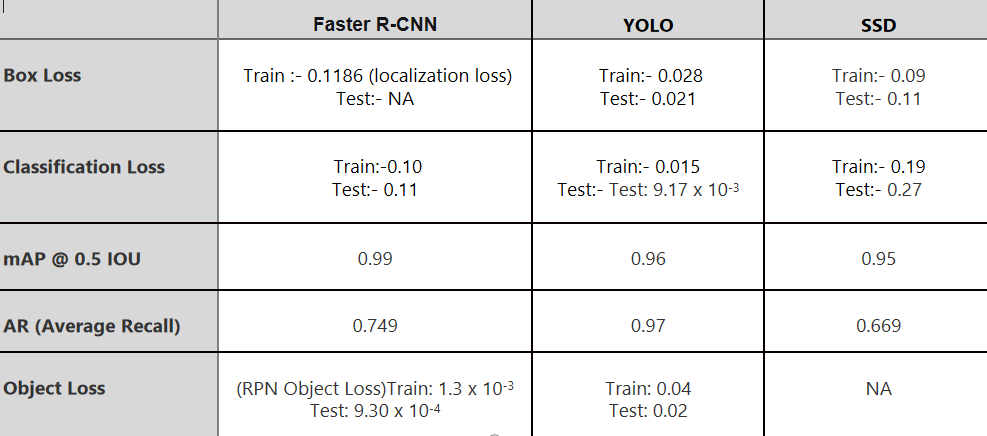 Faster R-CNN YOLO SSD
Box Loss Train :- 0.1186 (localization loss) Train:- 0.028 Train:- 0.09
Test:- NA Test:- 0.021 Test:- 0.11
Classification Loss Train:-0.10 Train:- 0.015 Train:- 0.19
Test:- 0.11 Test:- Test: 9.17 x 10-3 Test:- 0.27
mAP @ 0.5 IOU 0.99 0.96 0.95
AR (Average Recall) 0.749 0.97 0.669
Object Loss (RPN Object Loss)Train: 1.3 x 10-3 Train: 0.04 NA
Test: 9.30 x 10-4 Test: 0.02